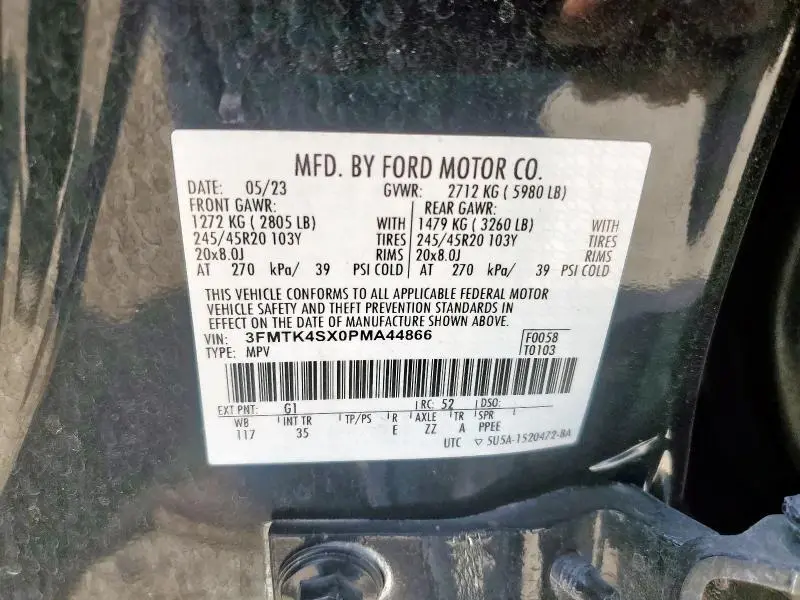 MFD. BY FORD MOTOR CO.
DATE: 05/23 GVWR: 2712 KG ( 5980 LB)
FRONT GAWR: REAR GAWR:
1272 KG ( 2805 LB) WITH 1479 KG ( 3260 LB) WITH
245/45R20 103Y TIRES 245/45R20 103Y TIRES
20x8.0J RIMS 20x8.0J RIMS
AT 270 kPa/ 39 PSI COLD AT 270 kPa/ 39 PSI COLD
THIS VEHICLE CONFORMS TO ALL APPLICABLE FEDERAL MOTOR
VEHICLE SAFETY AND THEFT PREVENTION STANDARDS IN
EFFECT ON THE DATE OF MANUFACTURE SHOWN ABOVE.
VIN: 3FMTK4SX0PMA44866 F0058
TYPE: MPV T0103
EXT PNT: G1 RC: 52 DSO:
WB INT TR TP/PS R AXLE TR SPR
117 35 E ZZ A PPEE
UTC ▽ 5U5A-1520472-BA